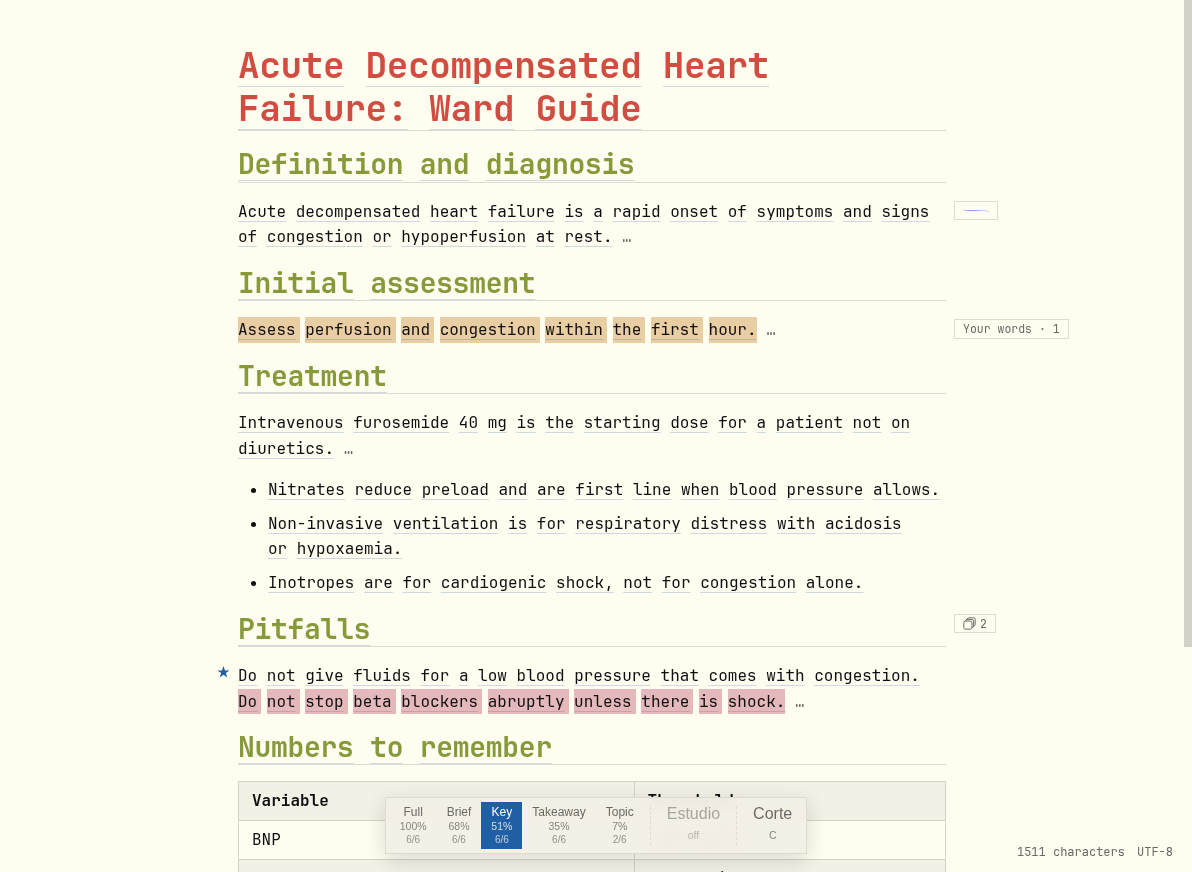 Acute Decompensated Heart
Failure: Ward Guide
Definition and diagnosis
Acute decompensated heart failure is a rapid onset of symptoms and signs
of congestion or hypoperfusion at rest. …
Initial assessment
Assess perfusion and congestion within the first hour. …
Your words · 1
Treatment
Intravenous furosemide 40 mg is the starting dose for a patient not on
diuretics. …
• Nitrates reduce preload and are first line when blood pressure allows.
• Non-invasive ventilation is for respiratory distress with acidosis
or hypoxaemia.
• Inotropes are for cardiogenic shock, not for congestion alone.
Pitfalls
2
★ Do not give fluids for a low blood pressure that comes with congestion.
Do not stop beta blockers abruptly unless there is shock. …
Numbers to remember
Variable
BNP
Full Brief Key Takeaway Topic Estudio Corte
100% 68% 51% 35% 7% off C
6/6 6/6 6/6 6/6 2/6
1511 characters UTF-8